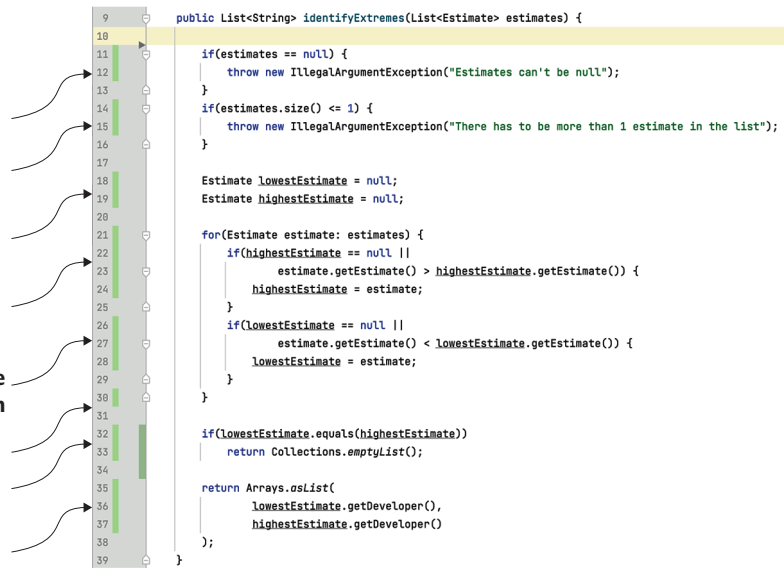 9 public List<String> identifyExtremes(List<Estimate> estimates) {
10
11 if(estimates == null) {
12 throw new IllegalArgumentException("Estimates can't be null");
13 }
14 if(estimates.size() <= 1) {
15 throw new IllegalArgumentException("There has to be more than 1 estimate in the list");
16 }
17
18 Estimate lowestEstimate = null;
19 Estimate highestEstimate = null;
20
21 for(Estimate estimate: estimates) {
22 if(highestEstimate == null ||
23 estimate.getEstimate() > highestEstimate.getEstimate()) {
24 highestEstimate = estimate;
25 }
26 if(lowestEstimate == null ||
27 estimate.getEstimate() < lowestEstimate.getEstimate()) {
28 lowestEstimate = estimate;
29 }
30 }
31
32 if(lowestEstimate.equals(highestEstimate))
33 return Collections.emptyList();
34
35 return Arrays.asList(
36 lowestEstimate.getDeveloper(),
37 highestEstimate.getDeveloper()
38 );
39 }